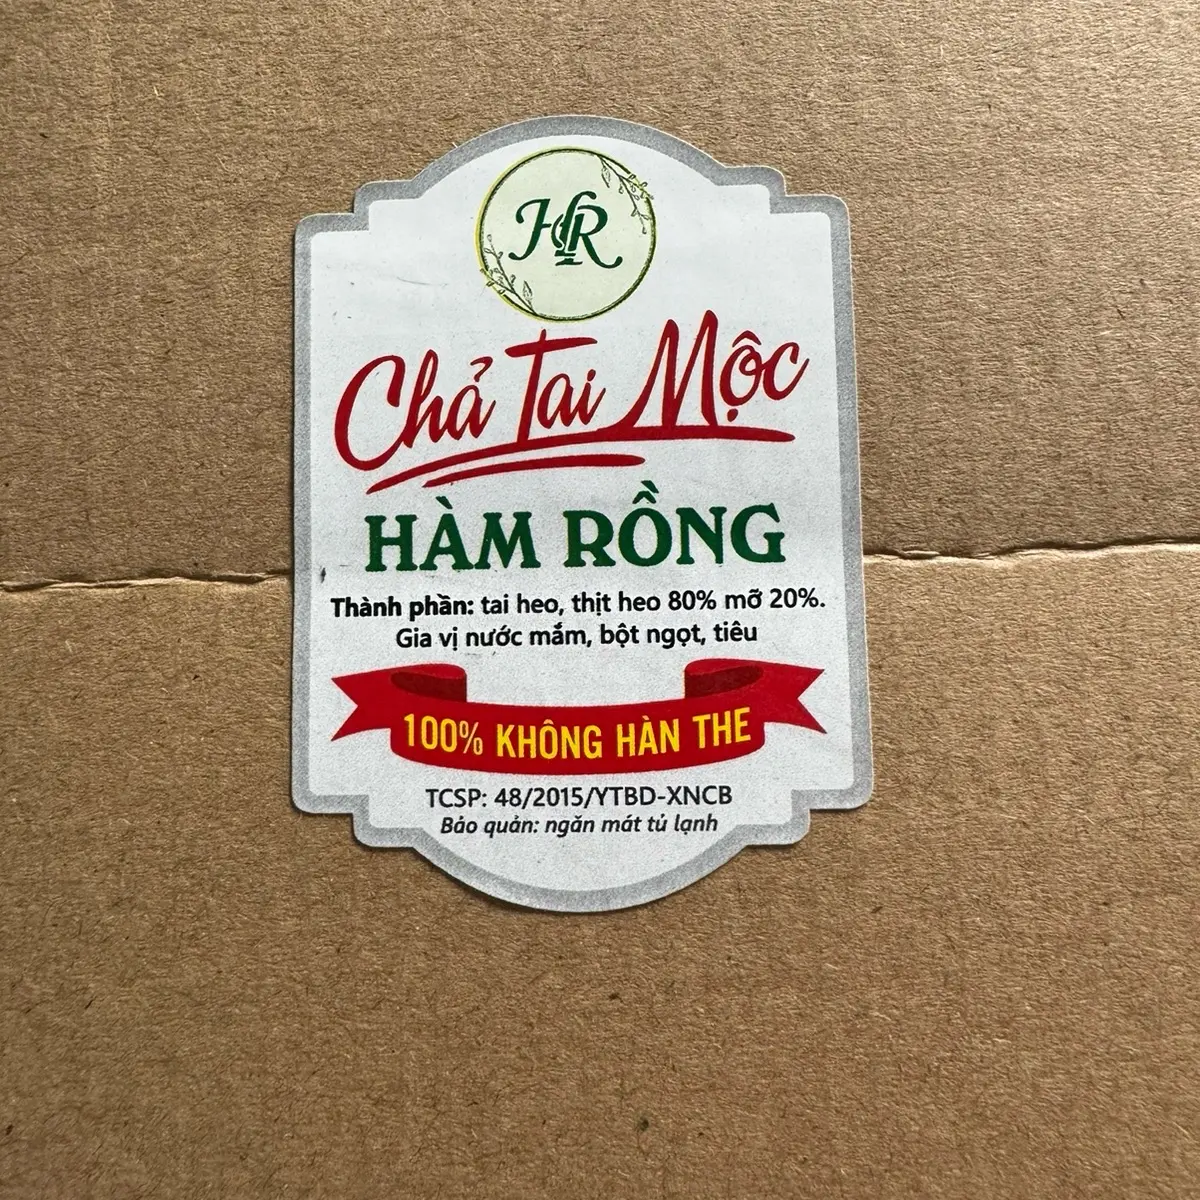 HR
Chả Tai Mộc
HÀM RỒNG
Thành phần: tai heo, thịt heo 80% mỡ 20%.
Gia vị nước mắm, bột ngọt, tiêu
100% KHÔNG HÀN THE
TCSP: 48/2015/YTBD-XNCB
Bảo quản: ngăn mát tủ lạnh